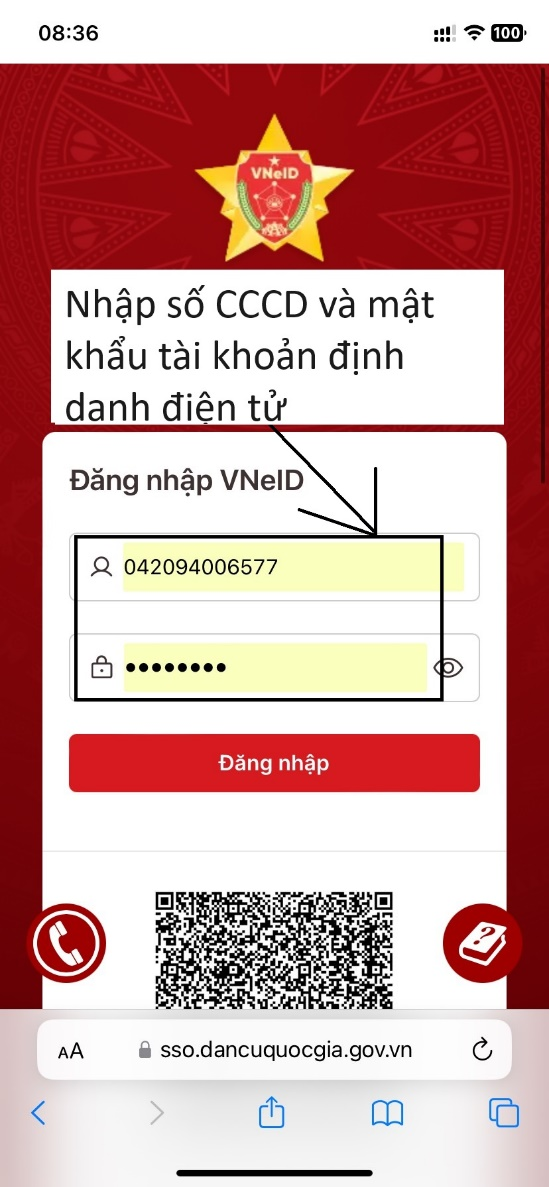 08:36
100
VNeID
Nhập số CCCD và mật
khẩu tài khoản định
danh điện tử
Đăng nhập VNeID
042094006577
••••••••
Đăng nhập
?
AA
sso.dancuquocgia.gov.vn